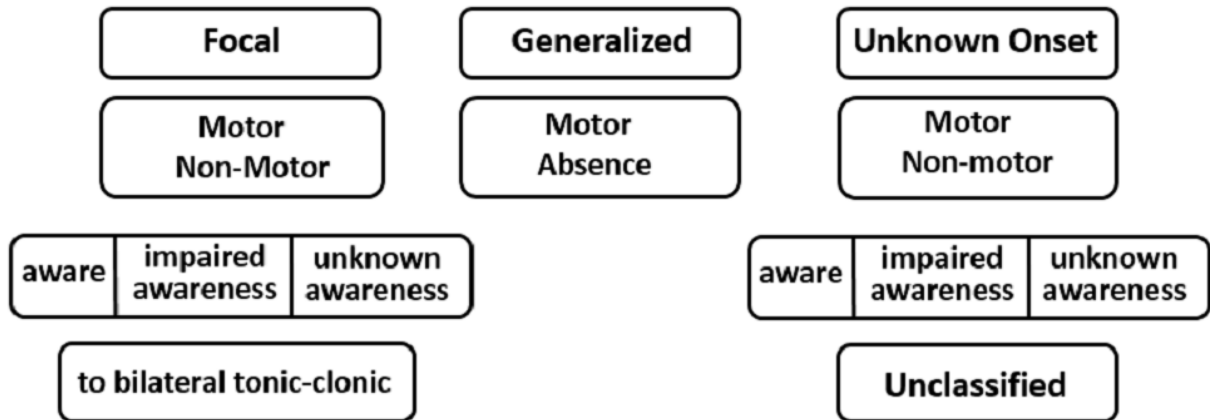 Focal
Generalized
Unknown Onset
Motor
Non-Motor
Motor
Absence
Motor
Non-motor
aware
impaired
awareness
unknown
awareness
aware
impaired
awareness
unknown
awareness
to bilateral tonic-clonic
Unclassified